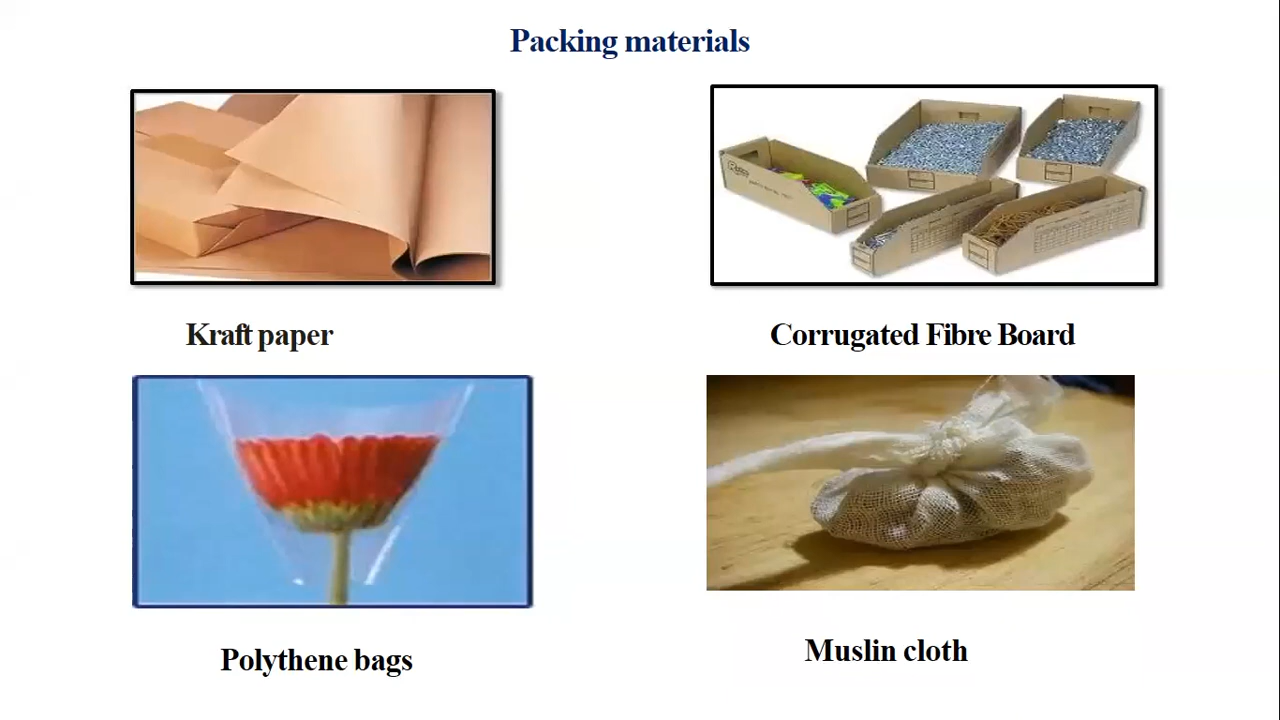 Packing materials
Kraft paper
Corrugated Fibre Board
Polythene bags
Muslin cloth